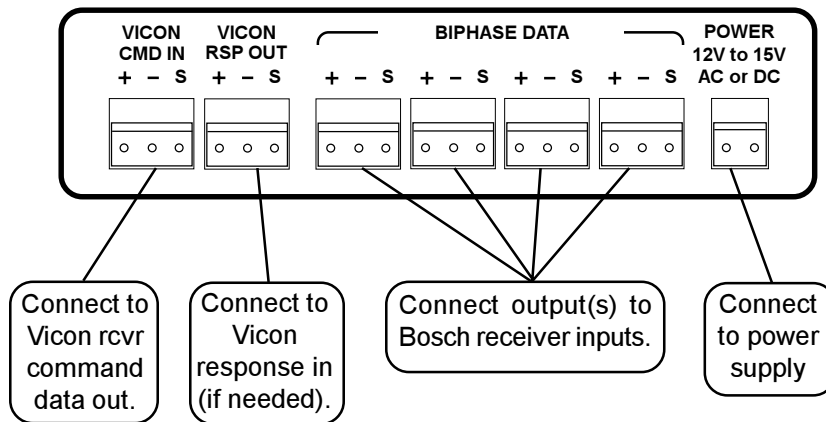 VICON
CMD IN
+ – S
VICON
RSP OUT
+ – S
BIPHASE DATA
+ – S + – S + – S + – S
POWER
12V to 15V
AC or DC
Connect to
Vicon rcvr
command
data out.
Connect to
Vicon
response in
(if needed).
Connect output(s) to
Bosch receiver inputs.
Connect
to power
supply